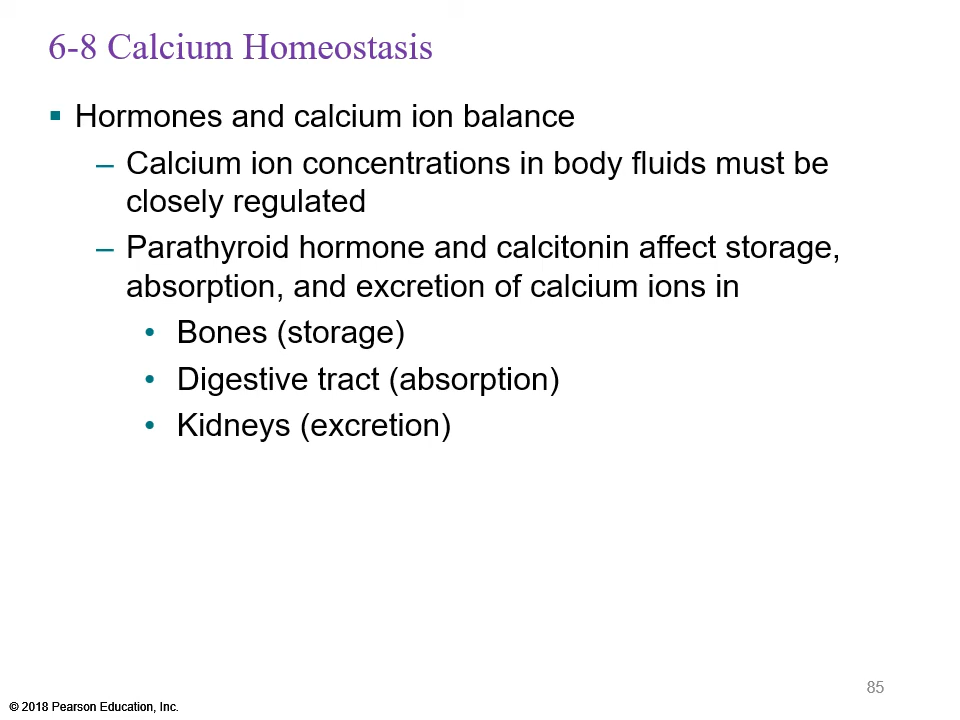 6-8 Calcium Homeostasis
▪ Hormones and calcium ion balance
– Calcium ion concentrations in body fluids must be
closely regulated
– Parathyroid hormone and calcitonin affect storage,
absorption, and excretion of calcium ions in
• Bones (storage)
• Digestive tract (absorption)
• Kidneys (excretion)
85
© 2018 Pearson Education, Inc.